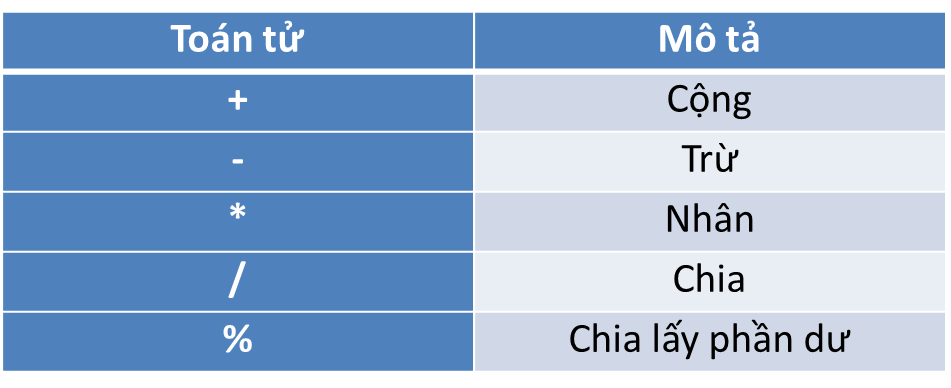 Toán tử Mô tả
+ Cộng
- Trừ
* Nhân
/ Chia
% Chia lấy phần dư